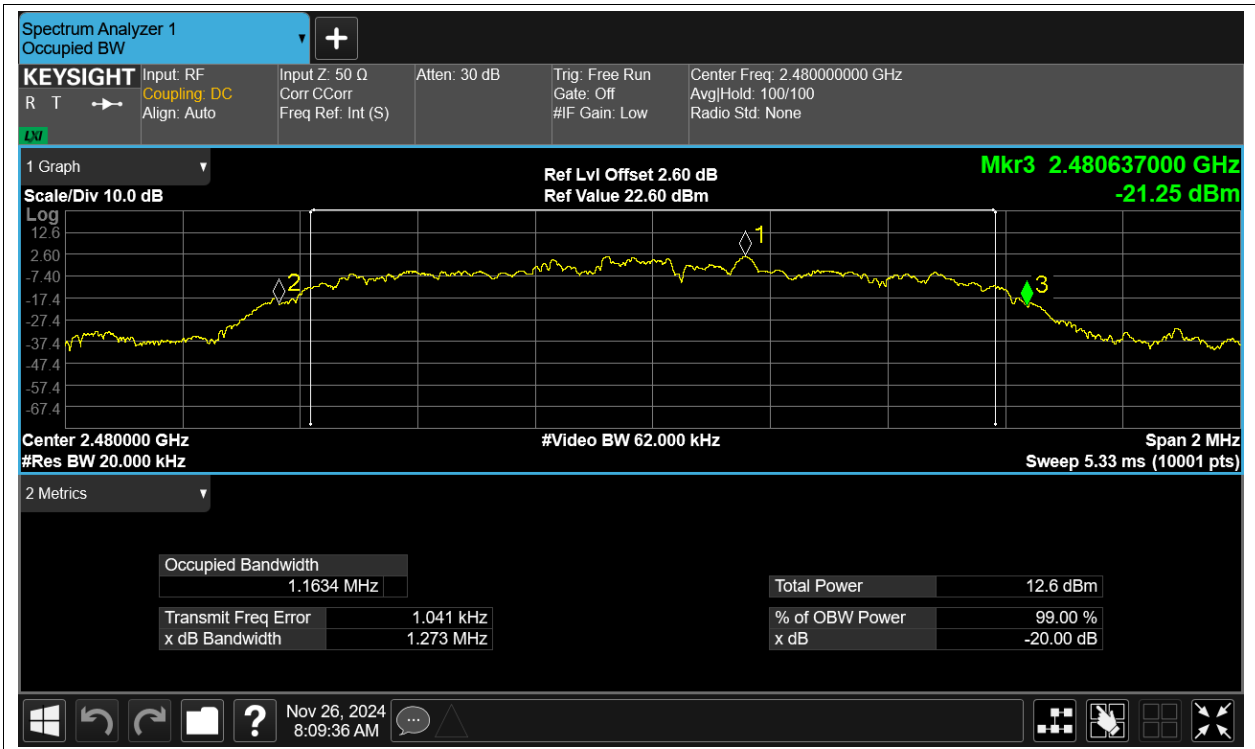 Spectrum Analyzer 1
Occupied BW
KEYSIGHT
R T
LXI
Input: RF
Coupling: DC
Align: Auto
Input Z: 50 Ω
Corr CCorr
Freq Ref: Int (S)
Atten: 30 dB
Trig: Free Run
Gate: Off
#IF Gain: Low
Center Freq: 2.480000000 GHz
Avg|Hold: 100/100
Radio Std: None
1 Graph
Scale/Div 10.0 dB
Ref Lvl Offset 2.60 dB
Ref Value 22.60 dBm
Mkr3 2.480637000 GHz
-21.25 dBm
Log
12.6
2.60
-7.40
-17.4
-27.4
-37.4
-47.4
-57.4
-67.4
1
2
3
Center 2.480000 GHz
#Res BW 20.000 kHz
#Video BW 62.000 kHz
Span 2 MHz
Sweep 5.33 ms (10001 pts)
2 Metrics
Occupied Bandwidth
1.1634 MHz
Transmit Freq Error 1.041 kHz
x dB Bandwidth 1.273 MHz
Total Power 12.6 dBm
% of OBW Power 99.00 %
x dB -20.00 dB
?
Nov 26, 2024
8:09:36 AM